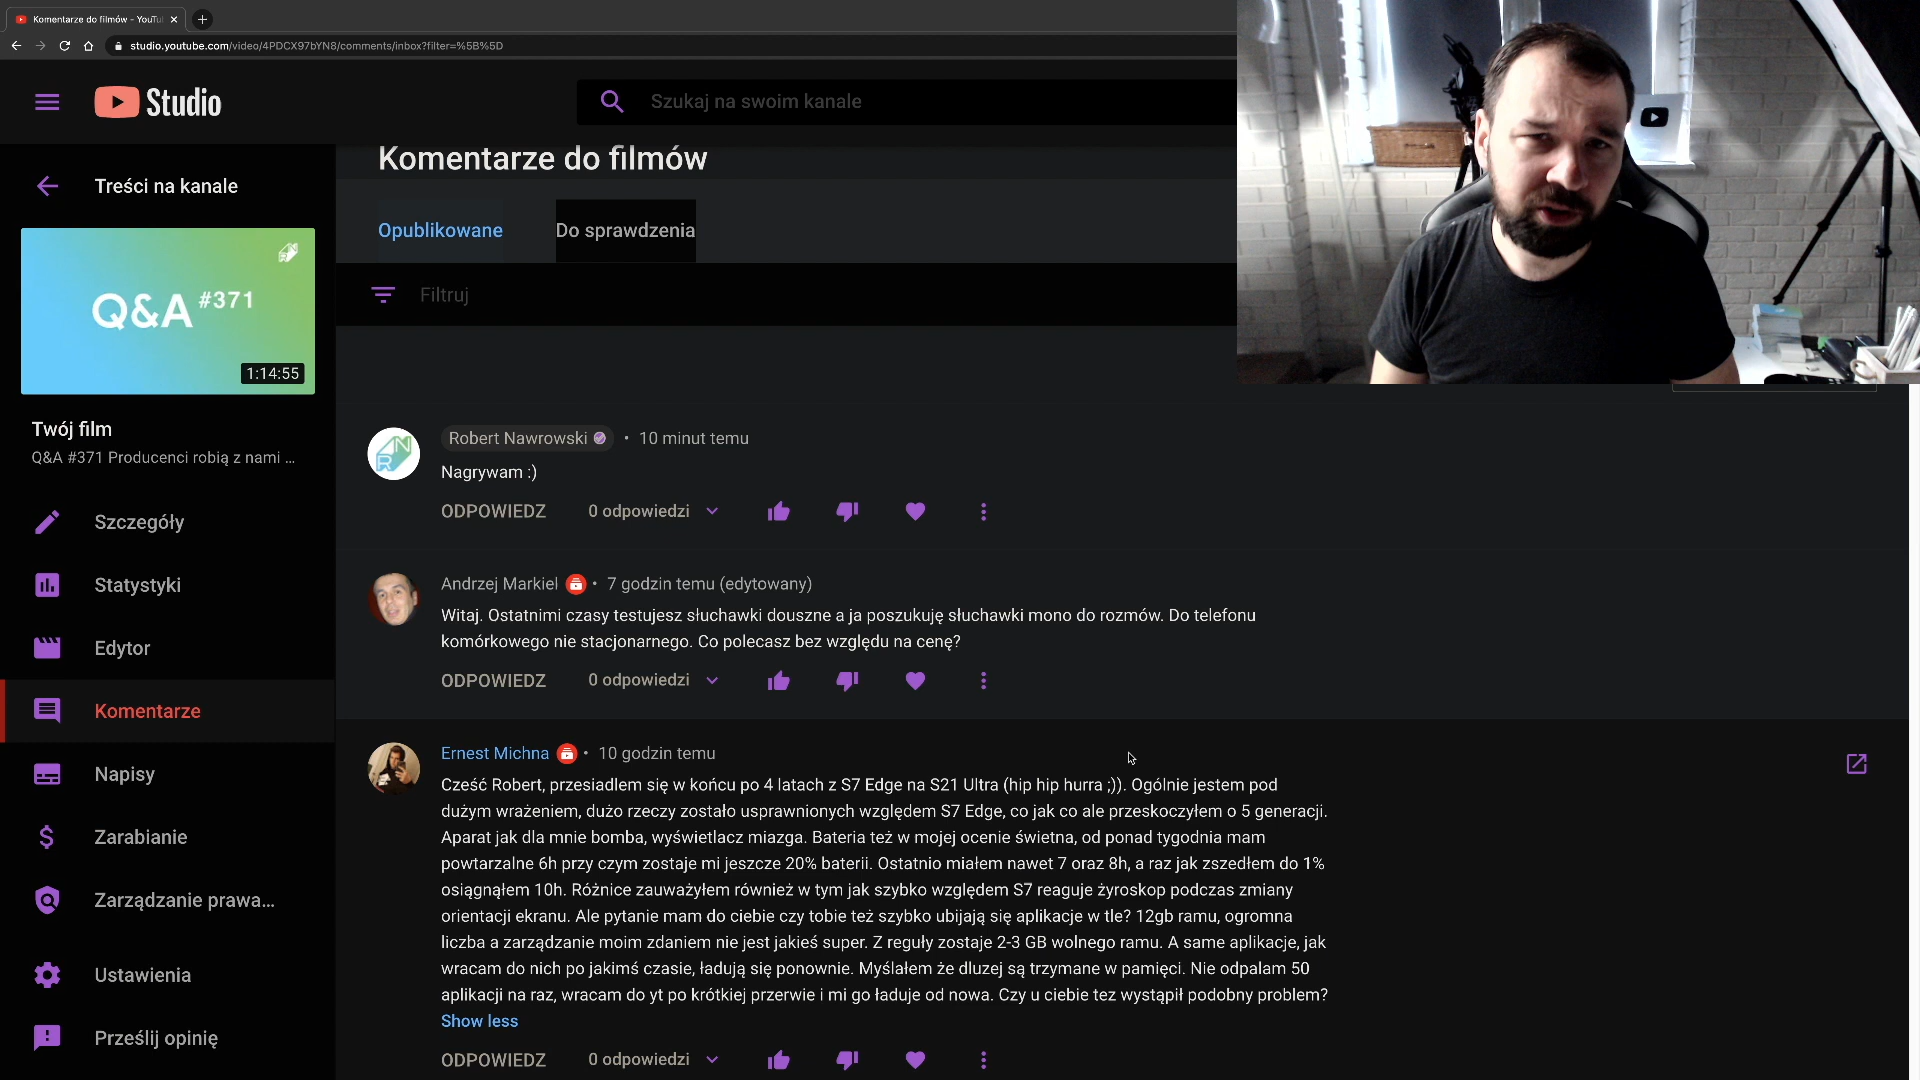 Komentarze do filmów - YouTu
studio.youtube.com/video/4PDCX97bYN8/comments/inbox?filter=%5B%5D
Studio
Szukaj na swoim kanale
Treści na kanale
Q&A #371
1:14:55
Twój film
Q&A #371 Producenci robią z nami ...
Szczegóły
Statystyki
Edytor
Komentarze
Napisy
Zarabianie
Zarządzanie prawa...
Ustawienia
Prześlij opinię
Komentarze do filmów
Opublikowane
Do sprawdzenia
Filtruj
Robert Nawrowski • 10 minut temu
Nagrywam :)
ODPOWIEDZ 0 odpowiedzi
Andrzej Markiel • 7 godzin temu (edytowany)
Witaj. Ostatnimi czasy testujesz słuchawki douszne a ja poszukuję słuchawki mono do rozmów. Do telefonu
komórkowego nie stacjonarnego. Co polecasz bez względu na cenę?
ODPOWIEDZ 0 odpowiedzi
Ernest Michna • 10 godzin temu
Cześć Robert, przesiadlem się w końcu po 4 latach z S7 Edge na S21 Ultra (hip hip hurra ;)). Ogólnie jestem pod
dużym wrażeniem, dużo rzeczy zostało usprawnionych względem S7 Edge, co jak co ale przeskoczyłem o 5 generacji.
Aparat jak dla mnie bomba, wyświetlacz miazga. Bateria też w mojej ocenie świetna, od ponad tygodnia mam
powtarzalne 6h przy czym zostaje mi jeszcze 20% baterii. Ostatnio miałem nawet 7 oraz 8h, a raz jak zszedłem do 1%
osiągnąłem 10h. Różnice zauważyłem również w tym jak szybko względem S7 reaguje żyroskop podczas zmiany
orientacji ekranu. Ale pytanie mam do ciebie czy tobie też szybko ubijają się aplikacje w tle? 12gb ramu, ogromna
liczba a zarządzanie moim zdaniem nie jest jakieś super. Z reguły zostaje 2-3 GB wolnego ramu. A same aplikacje, jak
wracam do nich po jakimś czasie, ładują się ponownie. Myślałem że dluzej są trzymane w pamięci. Nie odpalam 50
aplikacji na raz, wracam do yt po krótkiej przerwie i mi go ładuje od nowa. Czy u ciebie tez wystąpił podobny problem?
Show less
ODPOWIEDZ 0 odpowiedzi